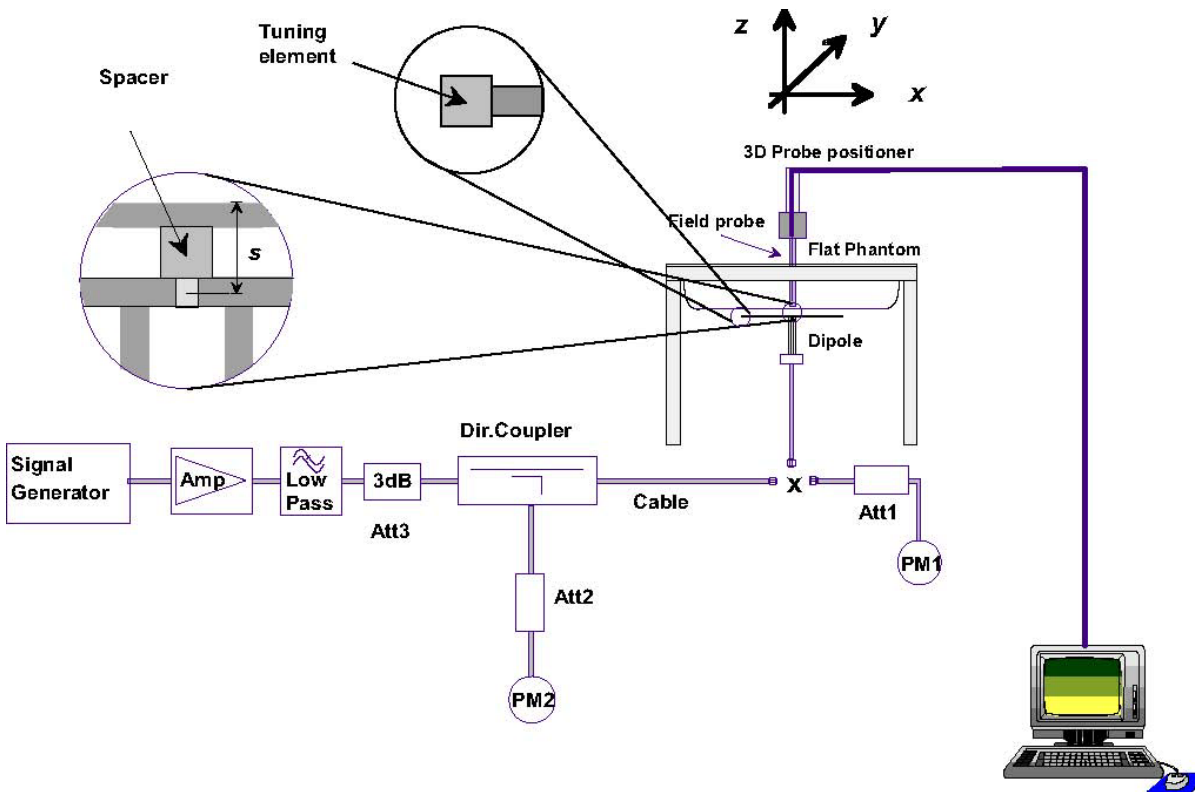 Tuning
element
Spacer
z
y
x
3D Probe positioner
Field probe
Flat Phantom
s
Dipole
Dir.Coupler
Signal
Generator
Amp
Low
Pass
3dB
Att3
Cable
x
Att1
PM1
Att2
PM2